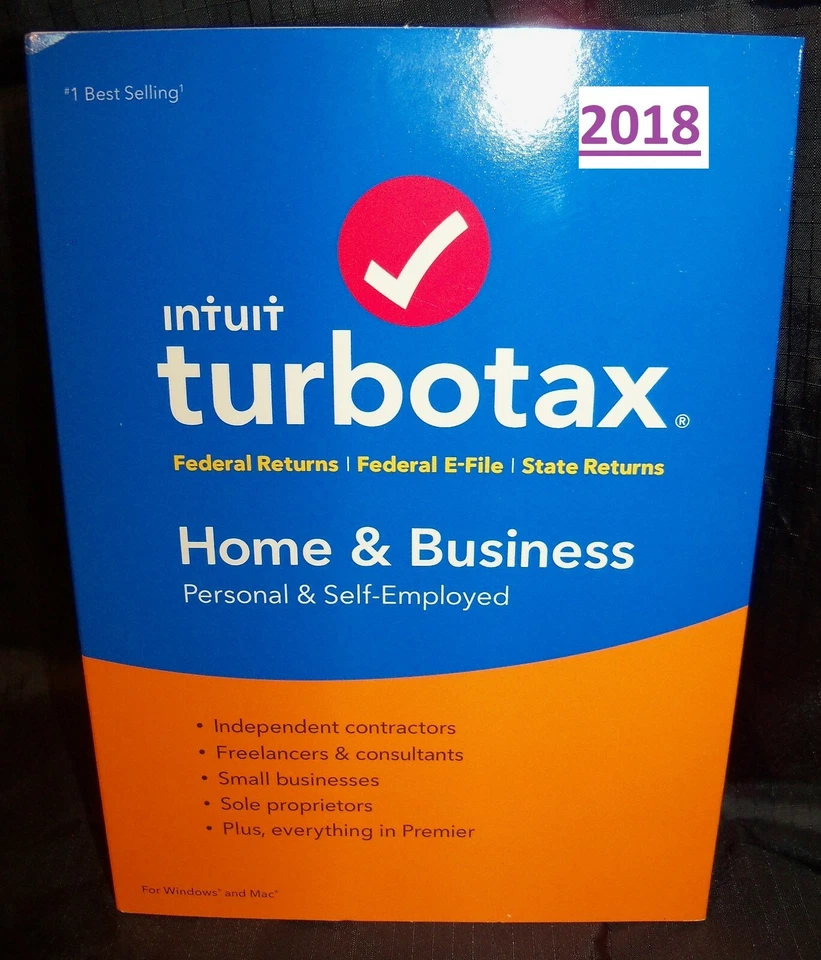 #1 Best Selling¹
2018
intuit
turbotax®
Federal Returns | Federal E-File | State Returns
Home & Business
Personal & Self-Employed
• Independent contractors
• Freelancers & consultants
• Small businesses
• Sole proprietors
• Plus, everything in Premier
For Windows® and Mac®